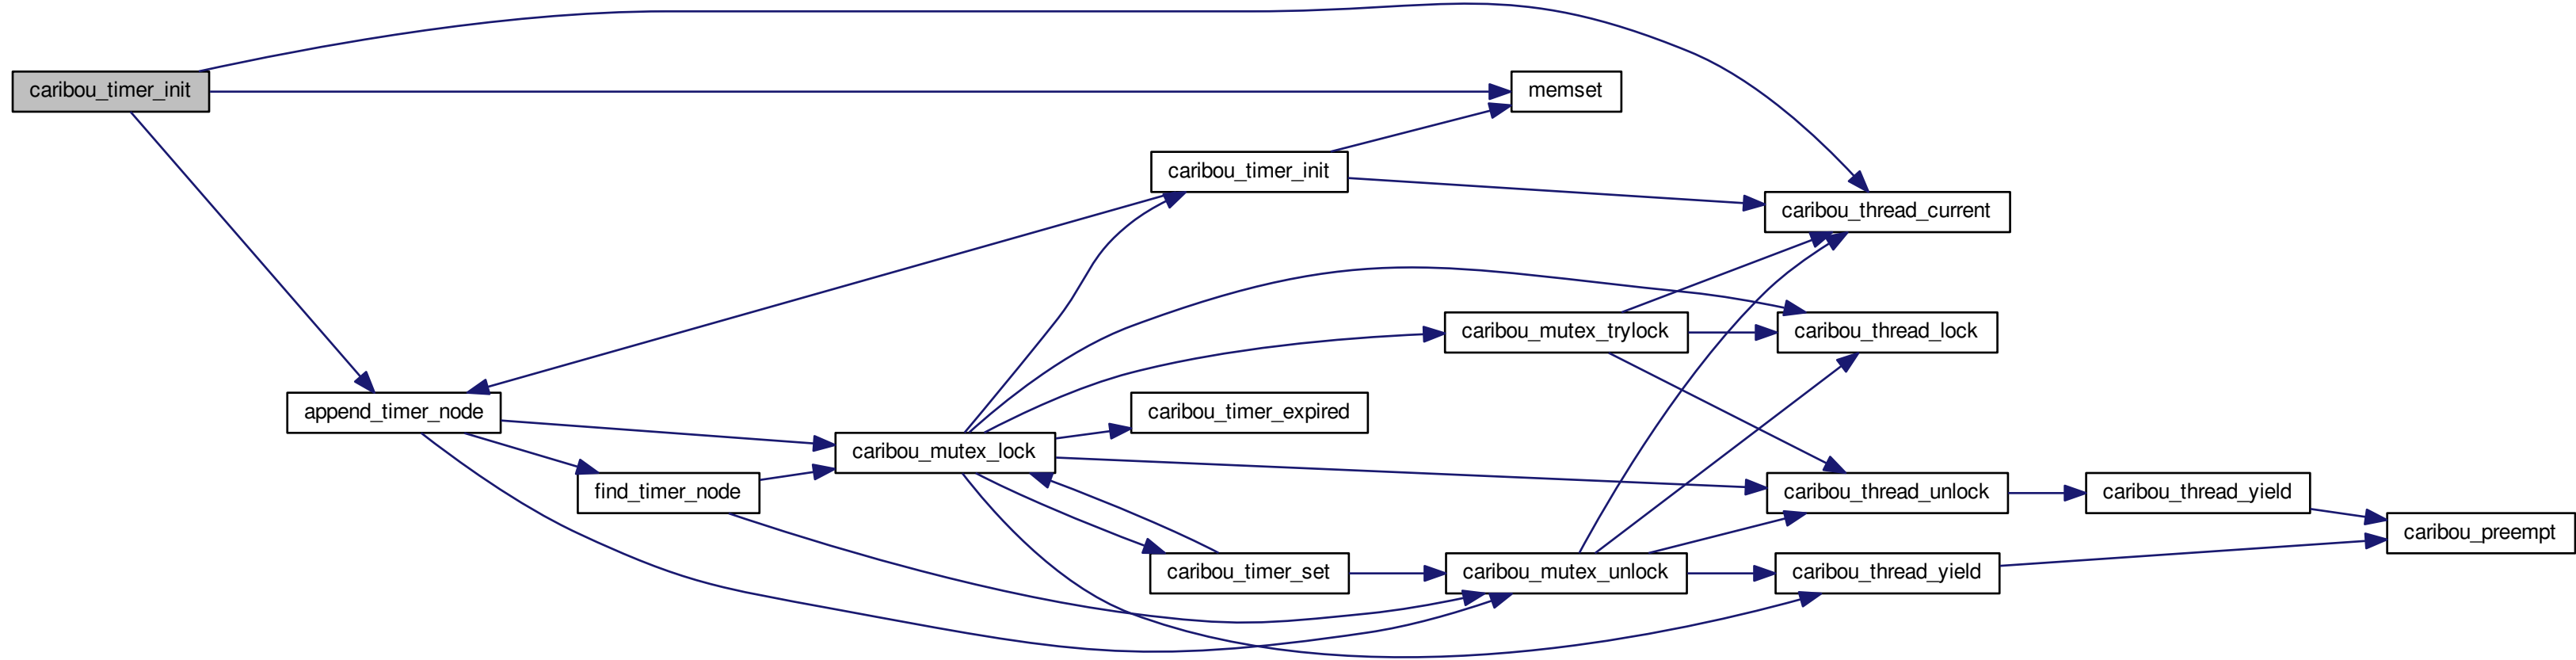 caribou_timer_init
memset
caribou_timer_init
caribou_thread_current
caribou_mutex_trylock
caribou_thread_lock
append_timer_node
caribou_timer_expired
caribou_mutex_lock
find_timer_node
caribou_thread_unlock
caribou_thread_yield
caribou_preempt
caribou_timer_set
caribou_mutex_unlock
caribou_thread_yield